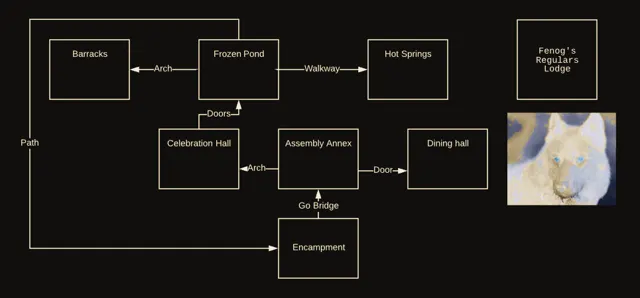 Barracks
Arch
Frozen Pond
Walkway
Hot Springs
Fenog's
Regulars
Lodge
Doors
Path
Celebration Hall
Arch
Assembly Annex
Door
Dining hall
Go Bridge
Encampment